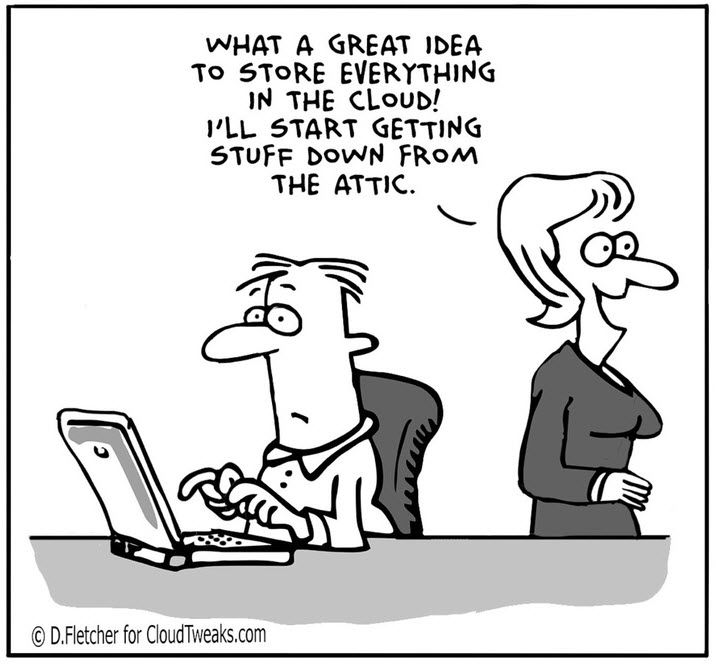 WHAT A GREAT IDEA
TO STORE EVERYTHING
IN THE CLOUD!
I'LL START GETTING
STUFF DOWN FROM
THE ATTIC.
© D.Fletcher for CloudTweaks.com